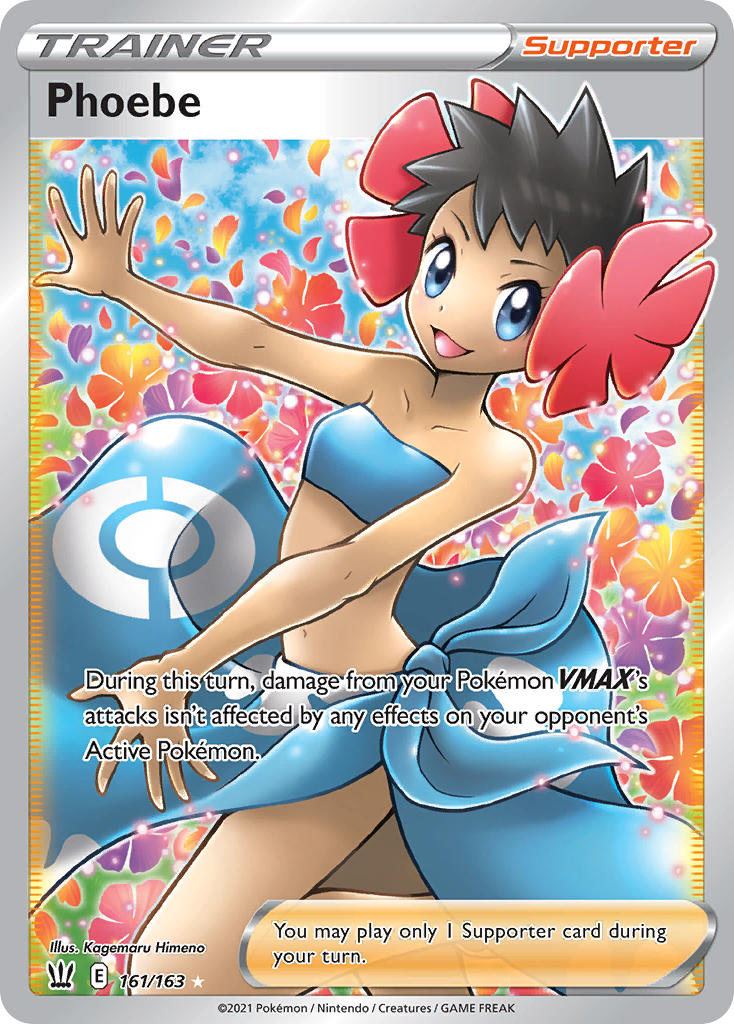 TRAINER Supporter
Phoebe
During this turn, damage from your Pokémon VMAX's
attacks isn't affected by any effects on your opponent's
Active Pokémon.
You may play only 1 Supporter card during
your turn.
Illus. Kagemaru Himeno
E 161/163
©2021 Pokémon / Nintendo / Creatures / GAME FREAK